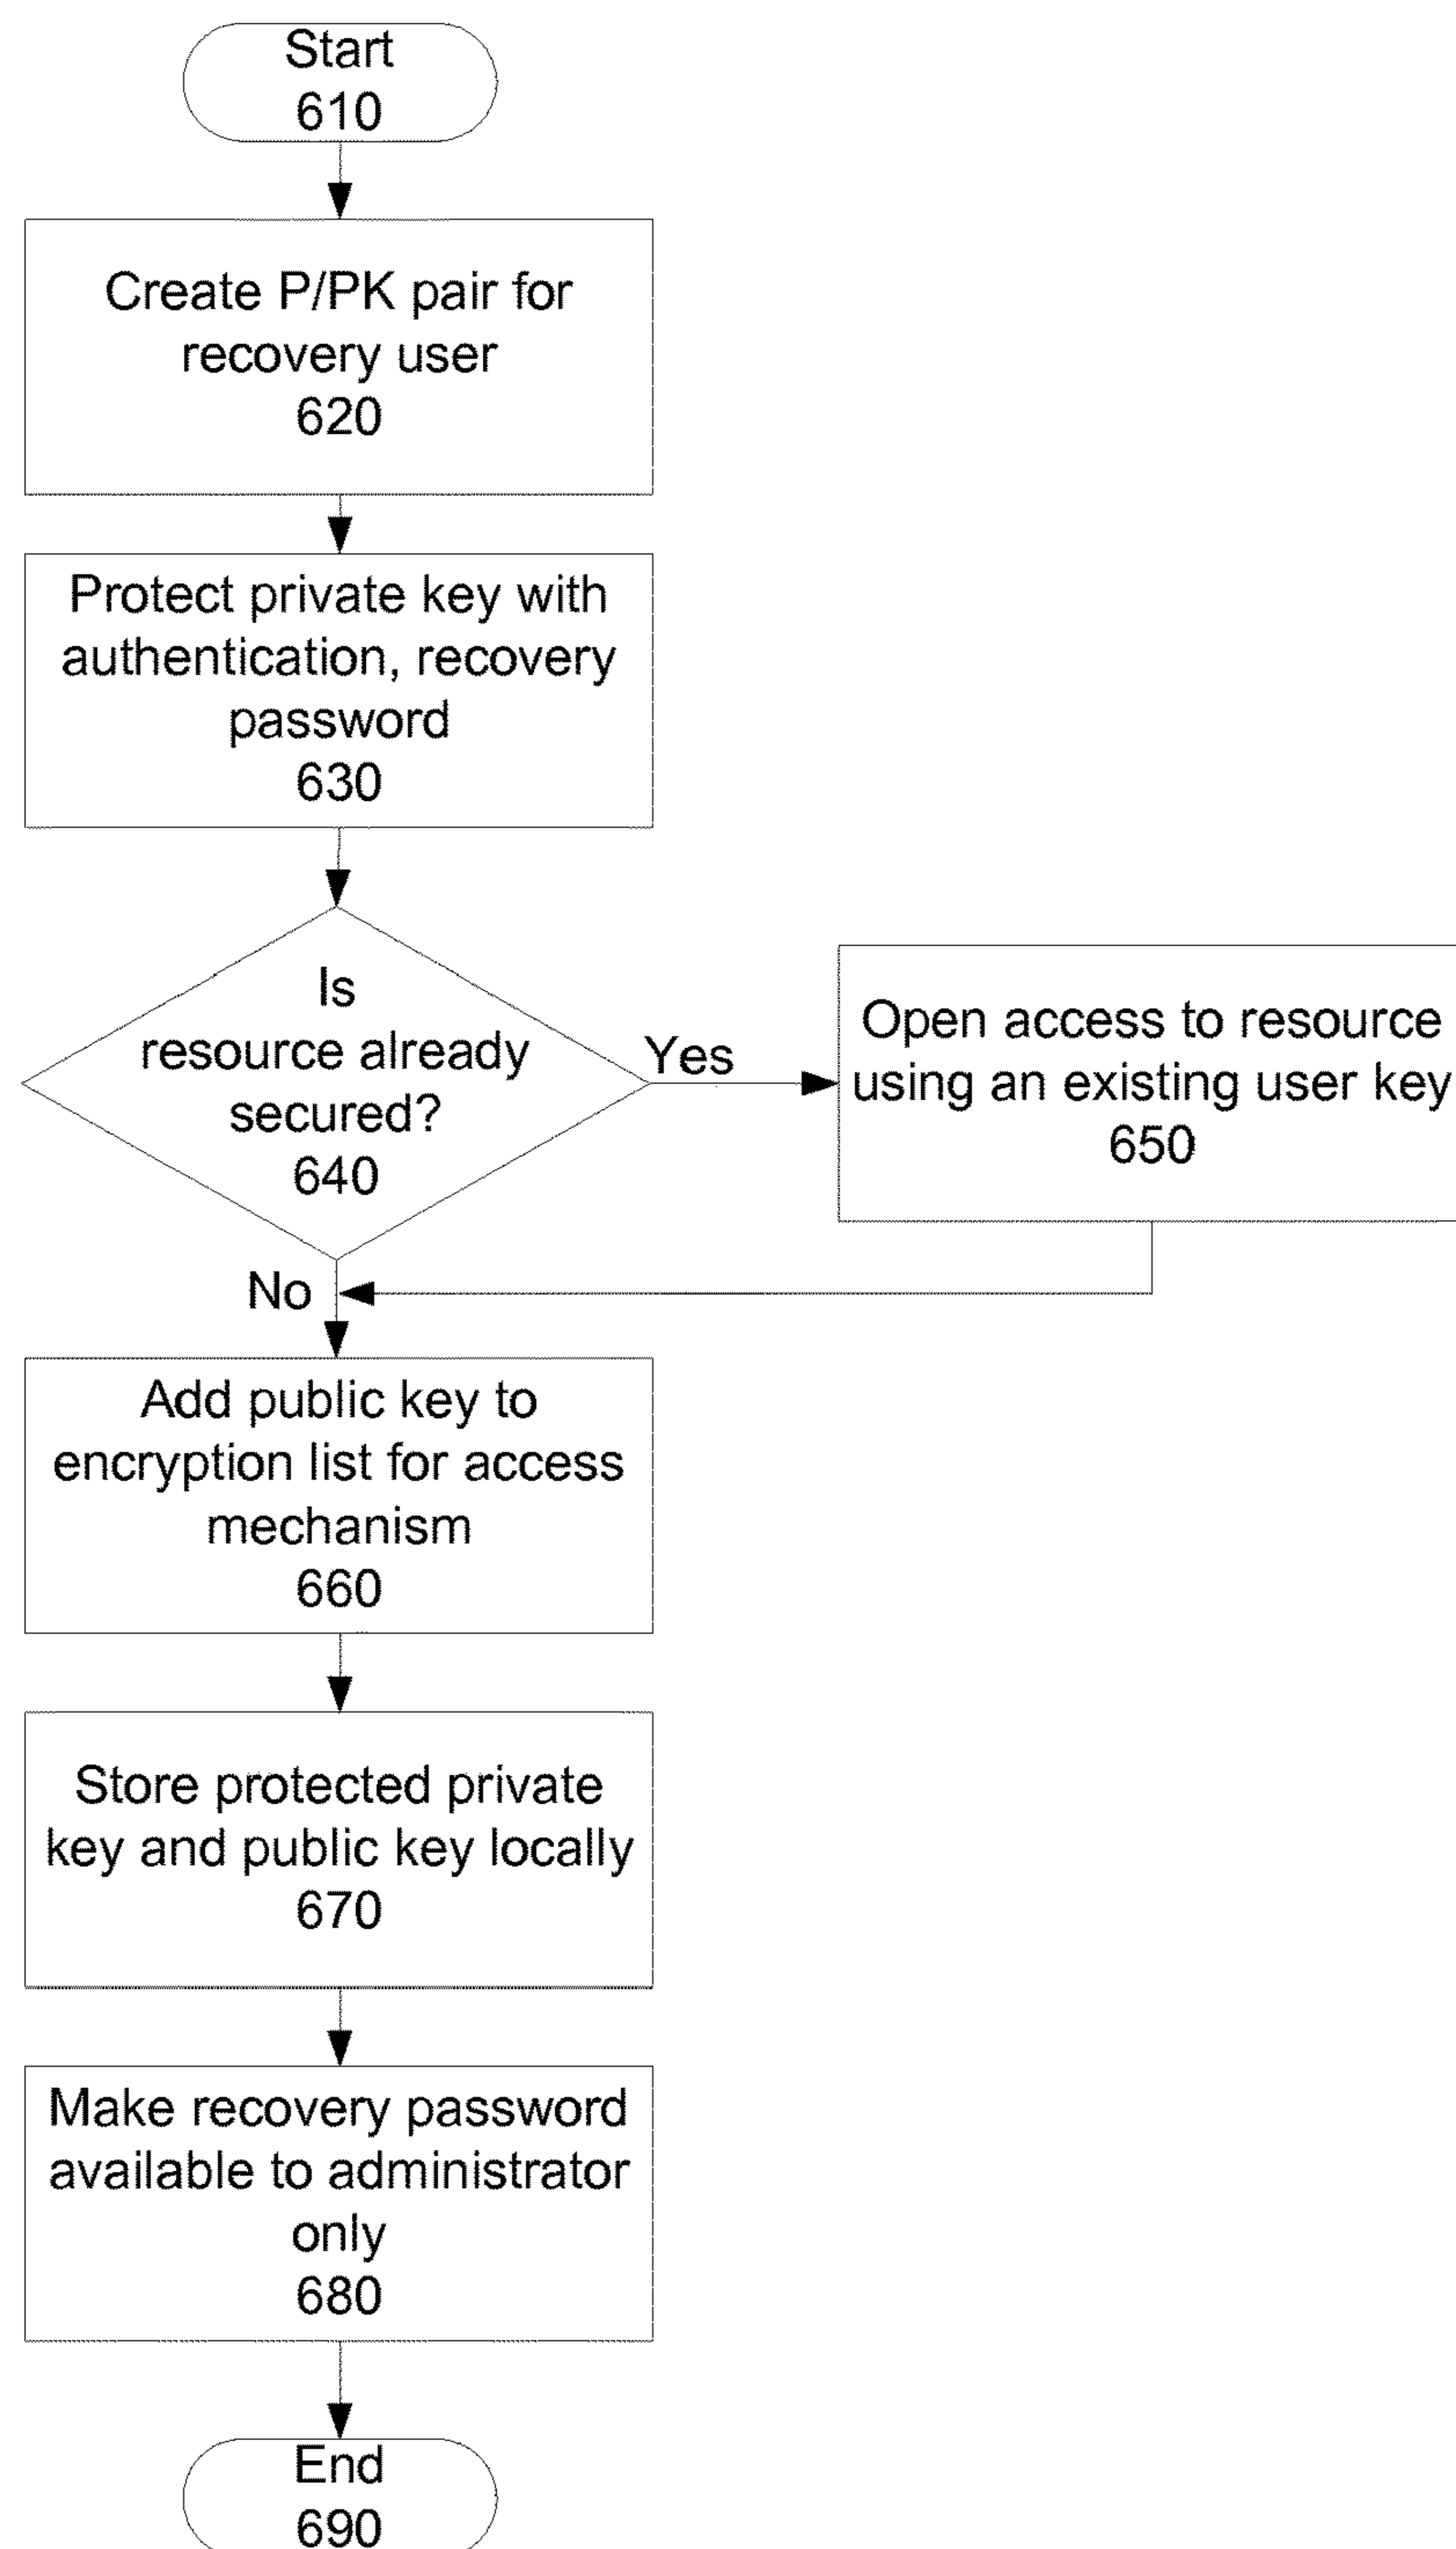 Start
610
Create P/PK pair for
recovery user
620
Protect private key with
authentication, recovery
password
630
Is
resource already
secured?
640
Yes
Open access to resource
using an existing user key
650
No
Add public key to
encryption list for access
mechanism
660
Store protected private
key and public key locally
670
Make recovery password
available to administrator
only
680
End
690